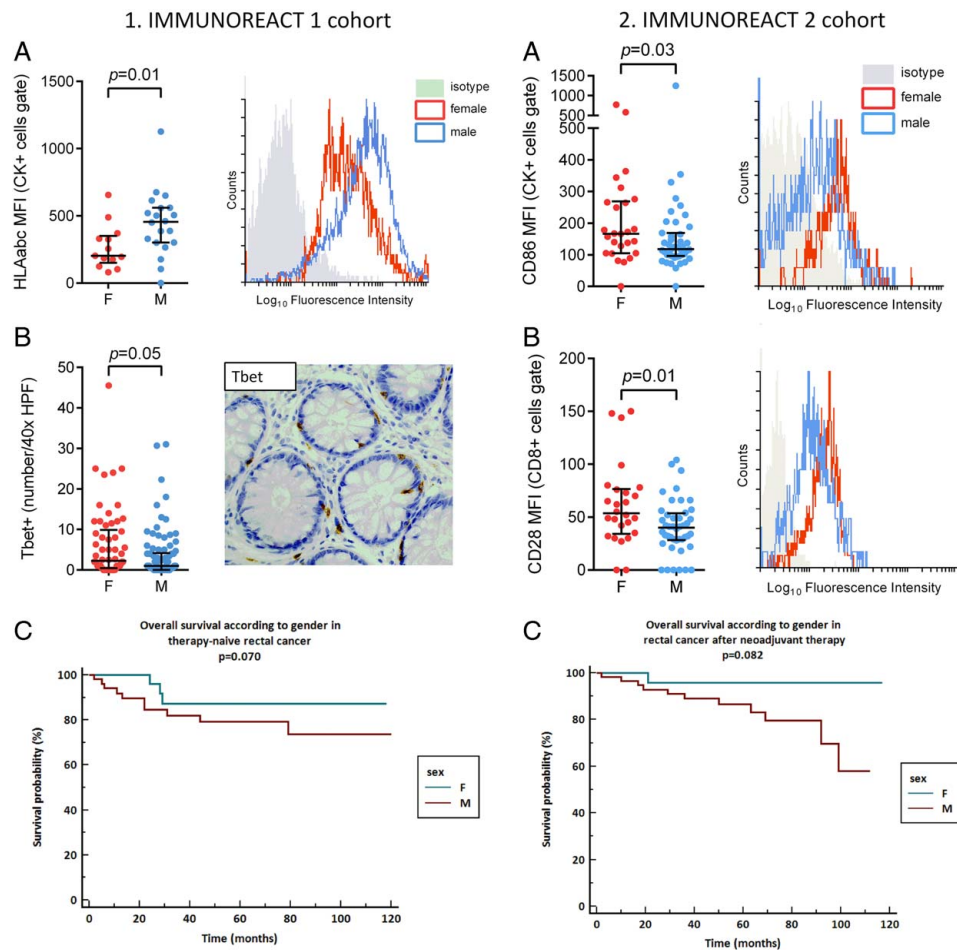 1. IMMUNOREACT 1 cohort
A
HLAabc MFI (CK+ cells gate)
1500
1000
500
0
p=0.01
F
M
Counts
Log10 Fluorescence Intensity
isotype
female
male
B
Tbet+ (number/40x HPF)
50
40
30
20
10
0
p=0.05
F
M
Tbet
C
Overall survival according to gender in
therapy-naive rectal cancer
p=0.070
Survival probability (%)
100
80
60
40
20
0
0 20 40 60 80 100 120
Time (months)
sex
F
M
2. IMMUNOREACT 2 cohort
A
CD86 MFI (CK+ cells gate)
1500
1000
500
500
400
300
200
100
0
p=0.03
F
M
Counts
Log10 Fluorescence Intensity
isotype
female
male
B
CD28 MFI (CD8+ cells gate)
200
150
100
50
0
p=0.01
F
M
Counts
Log10 Fluorescence Intensity
C
Overall survival according to gender in
rectal cancer after neoadjuvant therapy
p=0.082
Survival probability (%)
100
80
60
40
20
0
0 20 40 60 80 100 120
Time (months)
sex
F
M